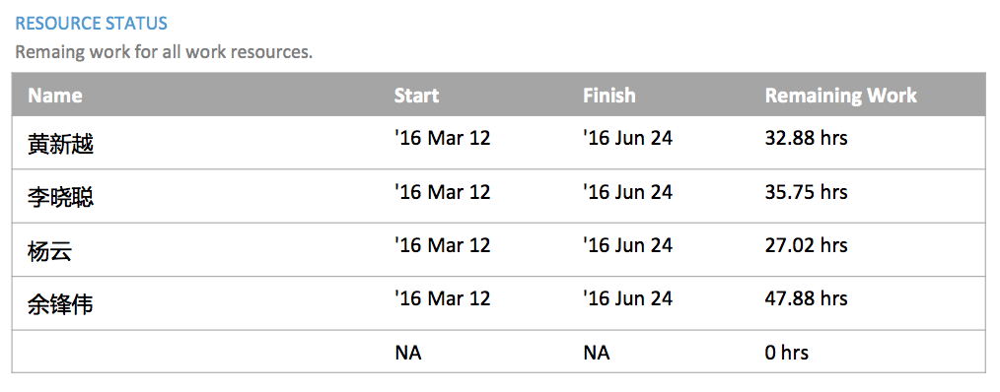 RESOURCE STATUS
Remaing work for all work resources.
Name Start Finish Remaining Work
黄新越 '16 Mar 12 '16 Jun 24 32.88 hrs
李晓聪 '16 Mar 12 '16 Jun 24 35.75 hrs
杨云 '16 Mar 12 '16 Jun 24 27.02 hrs
余锋伟 '16 Mar 12 '16 Jun 24 47.88 hrs
NA NA 0 hrs